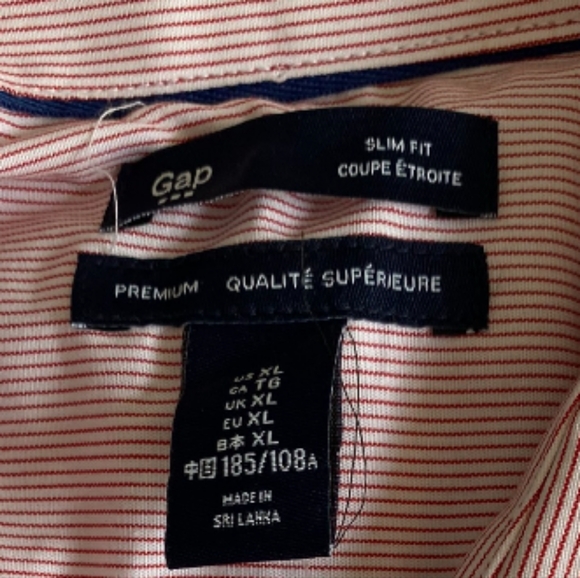 Gap
SLIM FIT
COUPE ÉTROITE
PREMIUM QUALITÉ SUPÉRIEURE
US XL
CA TG
UK XL
EU XL
日本 XL
中国 185/108A
MADE IN
SRI LANKA